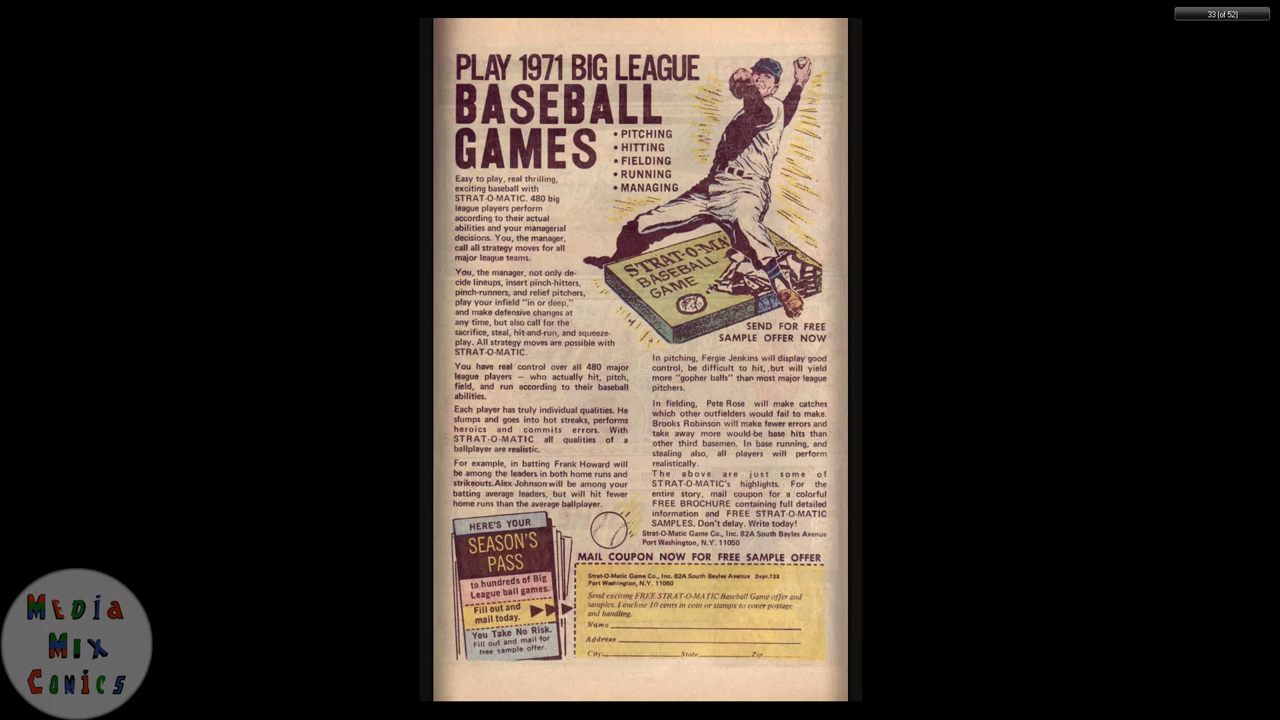 33 (of 52)
PLAY 1971 BIG LEAGUE
BASEBALL
GAMES
• PITCHING
• HITTING
• FIELDING
• RUNNING
• MANAGING
Easy to play, real thrilling,
exciting baseball with
STRAT-O-MATIC. 480 big
league players perform
according to their actual
abilities and your managerial
decisions. You, the manager,
call all strategy moves for all
major league teams.
You, the manager, not only de-
cide lineups, insert pinch-hitters,
pinch-runners, and relief pitchers,
play your infield "in or deep,"
and make defensive changes at
any time, but also call for the
sacrifice, steal, hit-and-run, and squeeze-
play. All strategy moves are possible with
STRAT-O-MATIC.
You have real control over all 480 major
league players — who actually hit, pitch,
field, and run according to their baseball
abilities.
Each player has truly individual qualities. He
slumps and goes into hot streaks, performs
heroics and commits errors. With
STRAT-O-MATIC all qualities of a
ballplayer are realistic.
For example, in batting Frank Howard will
be among the leaders in both home runs and
strikeouts. Alex Johnson will be among your
batting average leaders, but will hit fewer
home runs than the average ballplayer.
STRAT-O-MA
BASEBALL
GAME
SEND FOR FREE
SAMPLE OFFER NOW
In pitching, Fergie Jenkins will display good
control, be difficult to hit, but will yield
more "gopher balls" than most major league
pitchers.
In fielding, Pete Rose will make catches
which other outfielders would fail to make.
Brooks Robinson will make fewer errors and
take away more would-be base hits than
other third basemen. In base running, and
stealing also, all players will perform
realistically.
The above are just some of
STRAT-O-MATIC's highlights. For the
entire story, mail coupon for a colorful
FREE BROCHURE containing full detailed
information and FREE STRAT-O-MATIC
SAMPLES. Don't delay. Write today!
Strat-O-Matic Game Co., Inc. 82A South Bayles Avenue
Port Washington, N.Y. 11050
HERE'S YOUR
SEASON'S
PASS
to hundreds of Big
League ball games.
Fill out and
mail today.
You Take No Risk.
Fill out and mail for
free sample offer.
MAIL COUPON NOW FOR FREE SAMPLE OFFER
Strat-O-Matic Game Co., Inc. 82A South Bayles Avenue Dept.738
Port Washington, N.Y. 11050
Send exciting FREE STRAT-O-MATIC Baseball Game offer and
samples. I enclose 10 cents in coin or stamps to cover postage
and handling.
Name
Address
City State Zip
MEDIA
MIX
COMICS